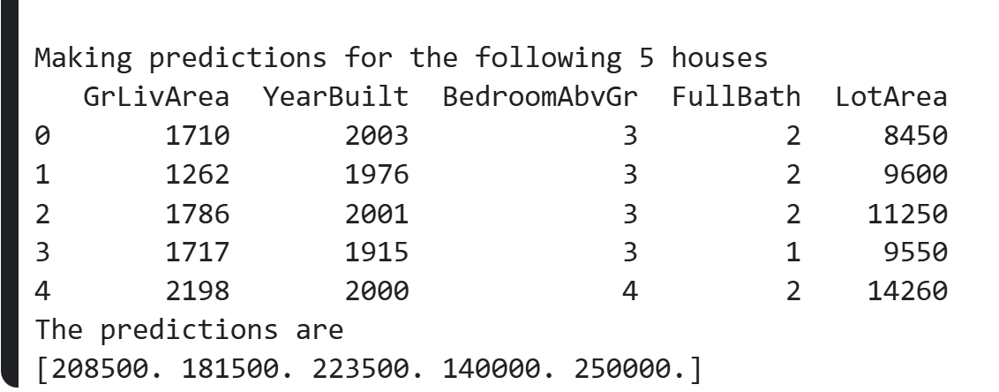 Making predictions for the following 5 houses
   GrLivArea  YearBuilt  BedroomAbvGr  FullBath  LotArea
0       1710       2003             3         2     8450
1       1262       1976             3         2     9600
2       1786       2001             3         2    11250
3       1717       1915             3         1     9550
4       2198       2000             4         2    14260
The predictions are
[208500. 181500. 223500. 140000. 250000.]